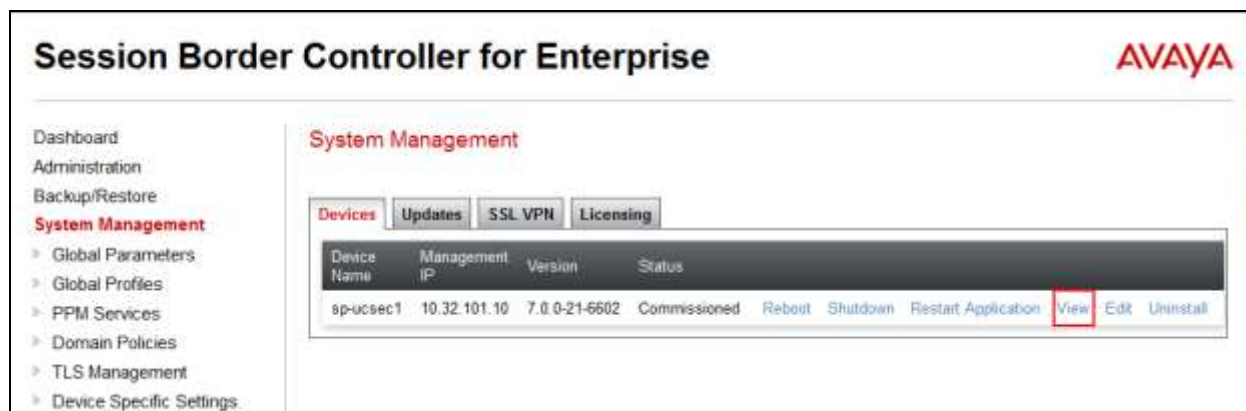 Session Border Controller for Enterprise
AVAYA
Dashboard
Administration
Backup/Restore
System Management
Global Parameters
Global Profiles
PPM Services
Domain Policies
TLS Management
Device Specific Settings
System Management
Devices Updates SSL VPN Licensing
Device Name Management IP Version Status
sp-ucsec1 10.32.101.10 7.0.0-21-6602 Commissioned Reboot Shutdown Restart Application View Edit Uninstall